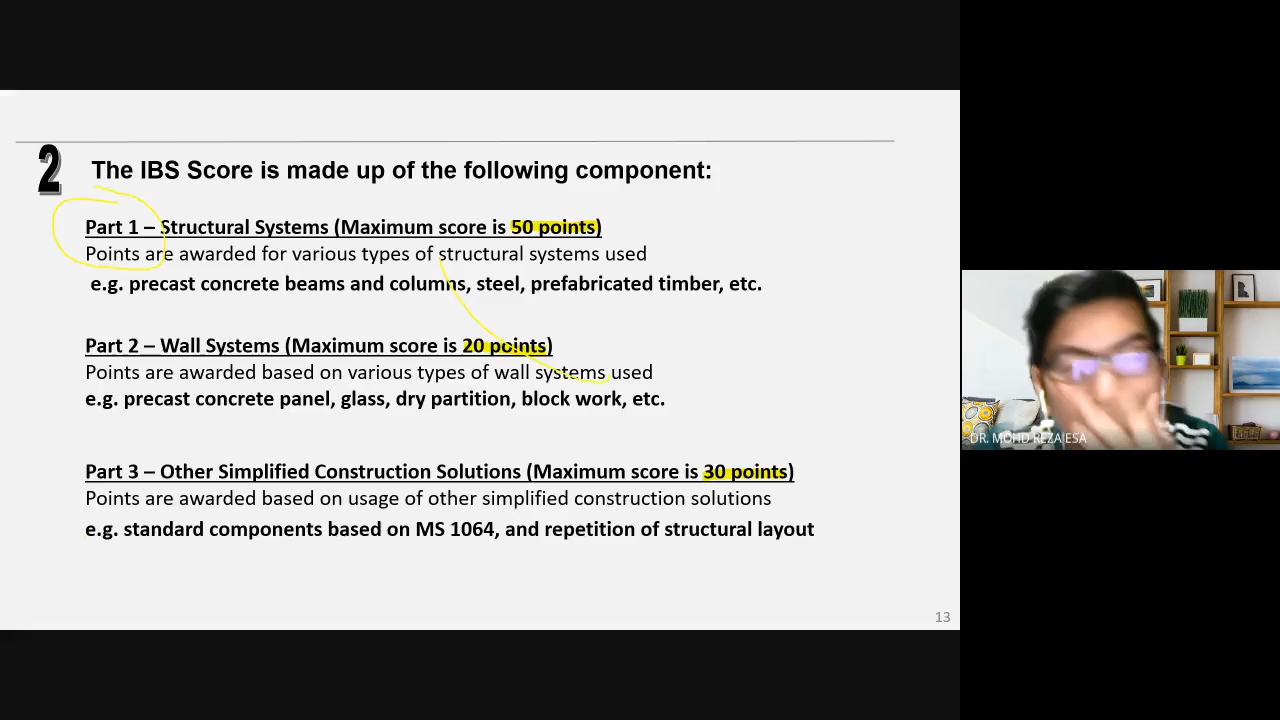 2
The IBS Score is made up of the following component:
Part 1 – Structural Systems (Maximum score is 50 points)
Points are awarded for various types of structural systems used
e.g. precast concrete beams and columns, steel, prefabricated timber, etc.
Part 2 – Wall Systems (Maximum score is 20 points)
Points are awarded based on various types of wall systems used
e.g. precast concrete panel, glass, dry partition, block work, etc.
Part 3 – Other Simplified Construction Solutions (Maximum score is 30 points)
Points are awarded based on usage of other simplified construction solutions
e.g. standard components based on MS 1064, and repetition of structural layout
13
DR. MOHD REZA ESA